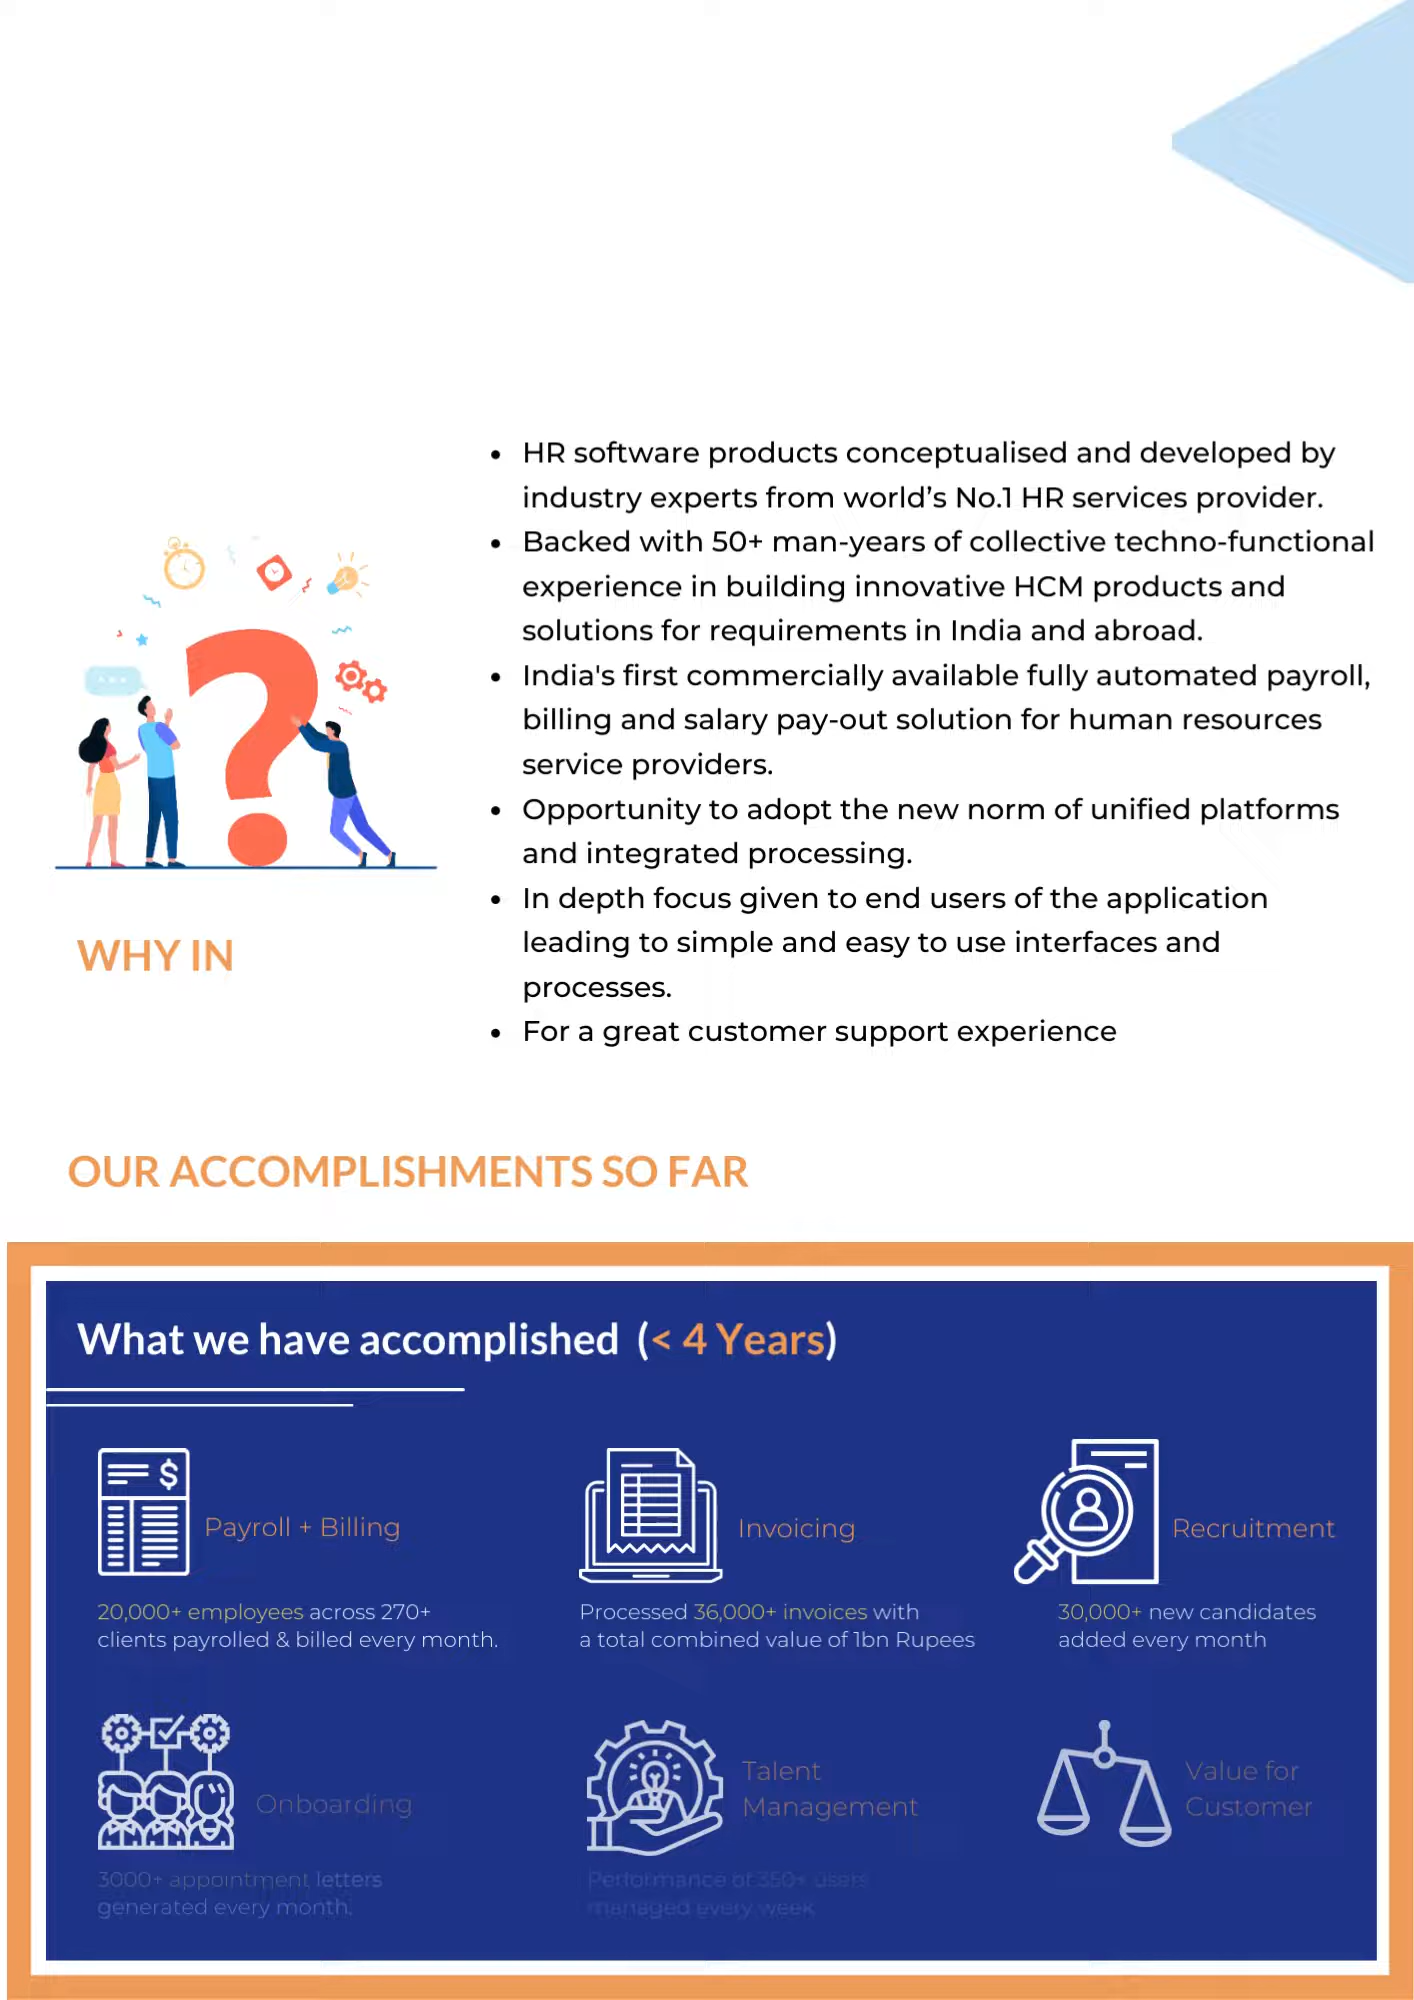 • HR software products conceptualised and developed by
industry experts from world’s No.1 HR services provider.
• Backed with 50+ man-years of collective techno-functional
experience in building innovative HCM products and
solutions for requirements in India and abroad.
• India's first commercially available fully automated payroll,
billing and salary pay-out solution for human resources
service providers.
• Opportunity to adopt the new norm of unified platforms
and integrated processing.
• In depth focus given to end users of the application
leading to simple and easy to use interfaces and
processes.
• For a great customer support experience
WHY IN
OUR ACCOMPLISHMENTS SO FAR
What we have accomplished (< 4 Years)
Payroll + Billing
20,000+ employees across 270+
clients payrolled & billed every month.
Invoicing
Processed 36,000+ invoices with
a total combined value of 1bn Rupees
Recruitment
30,000+ new candidates
added every month
Onboarding
3000+ appointment letters
generated every month.
Talent
Management
Performance of 350+ users
managed every week
Value for
Customer